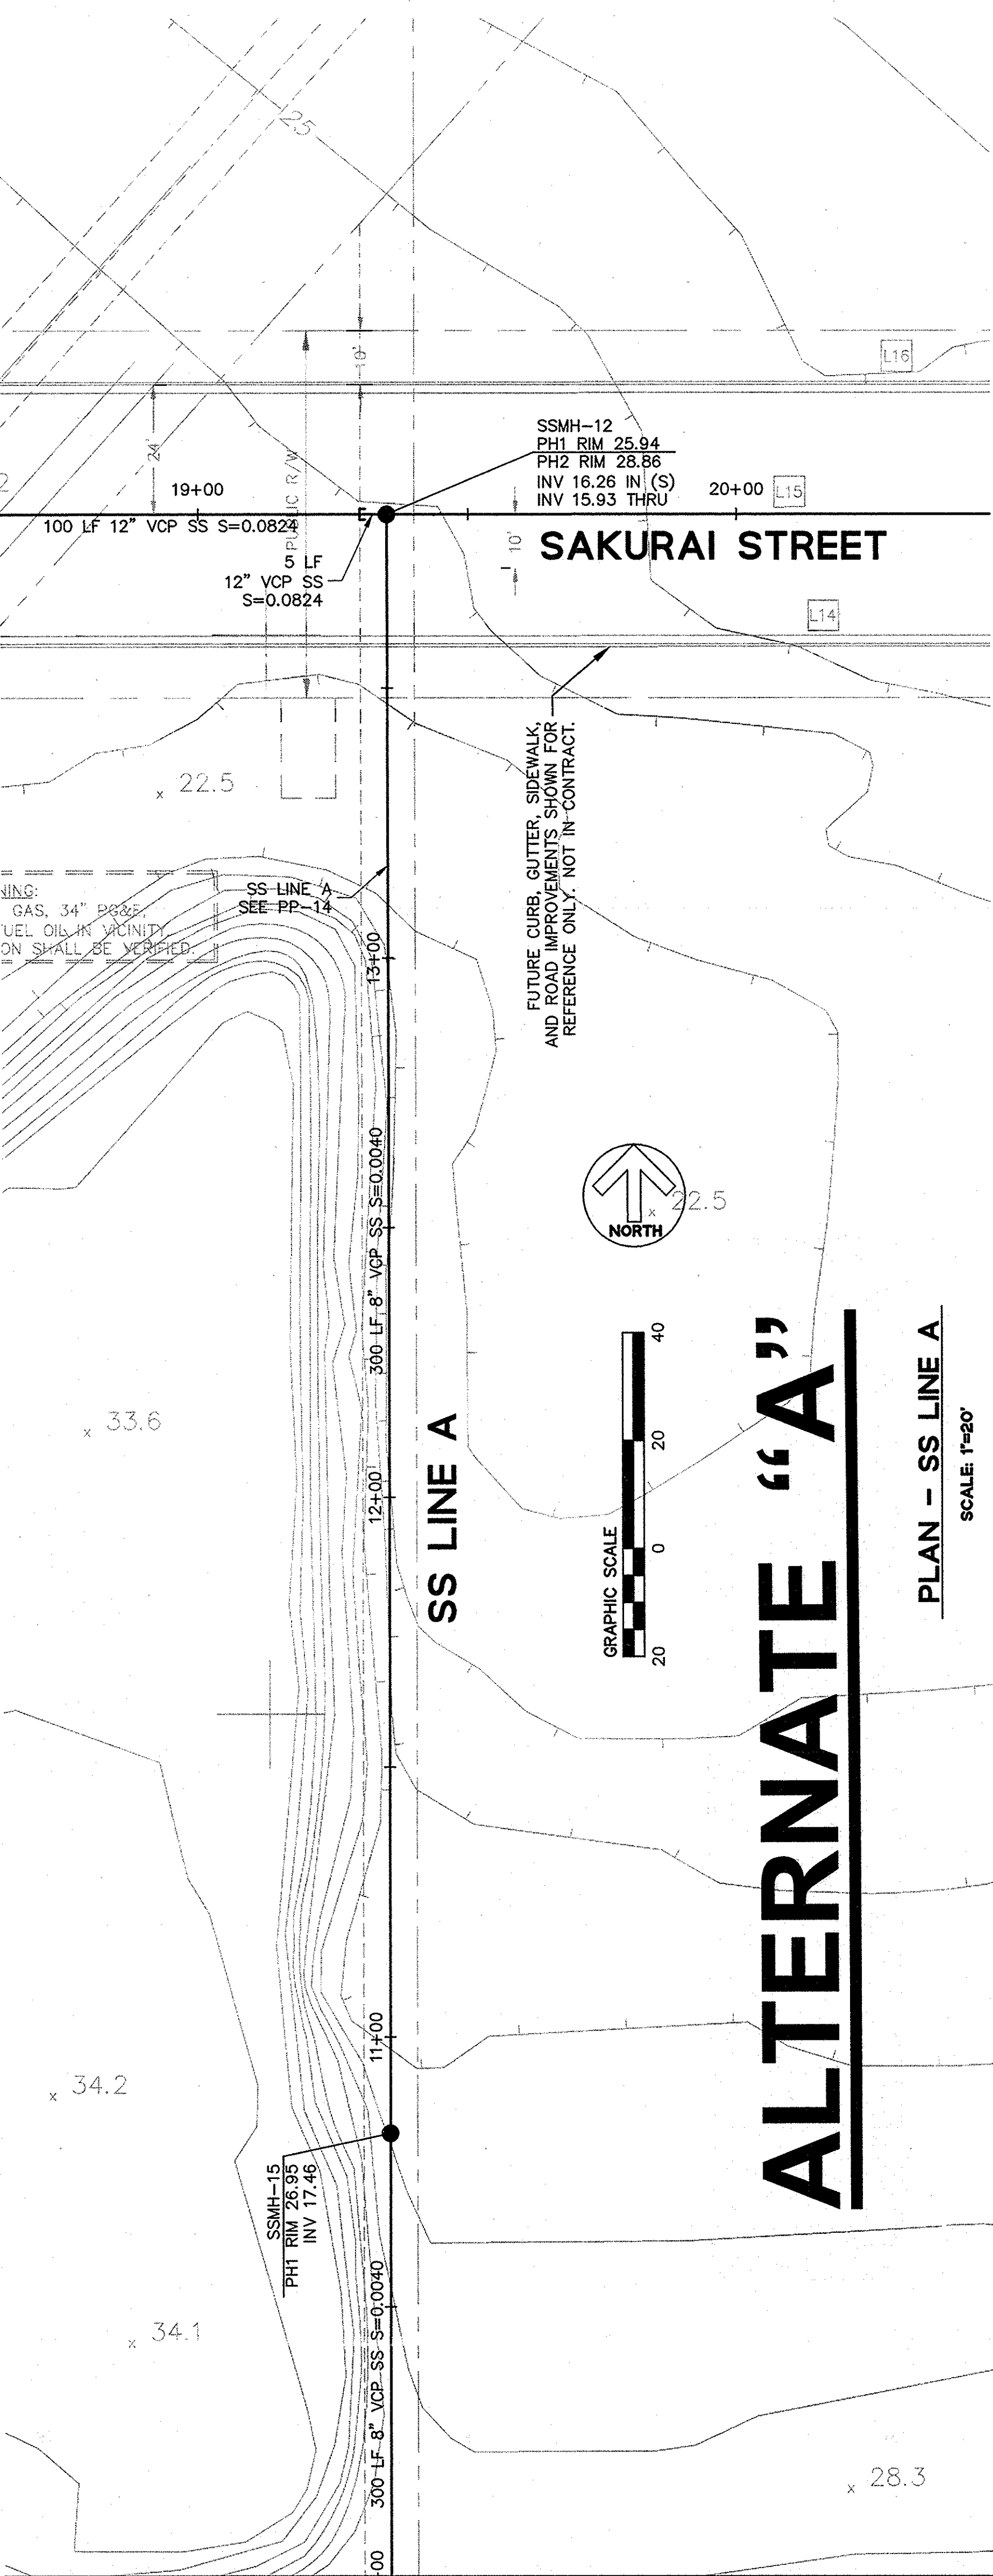 25
L16
10'
24'
PUBLIC R/W
SSMH-12
PH1 RIM 25.94
PH2 RIM 28.86
INV 16.26 IN (S)
INV 15.93 THRU
2
19+00
20+00
L15
E
100 LF 12" VCP SS S=0.0824
SAKURAI STREET
10'
5 LF
12" VCP SS
S=0.0824
L14
22.5
FUTURE CURB, GUTTER, SIDEWALK,
AND ROAD IMPROVEMENTS SHOWN FOR
REFERENCE ONLY. NOT IN CONTRACT.
NING:
GAS, 34" PG&E,
UEL OIL IN VICINITY
ON SHALL BE VERIFIED.
SS LINE A
SEE PP-14
13+00
300 LF 8" VCP SS S=0.0040
22.5
NORTH
33.6
12+00
SS LINE A
GRAPHIC SCALE
20
0
20
40
ALTERNATE "A"
PLAN - SS LINE A
SCALE: 1"=20'
11+00
34.2
SSMH-15
PH1 RIM 26.95
INV 17.46
34.1
300 LF 8" VCP SS S=0.0040
28.3
00